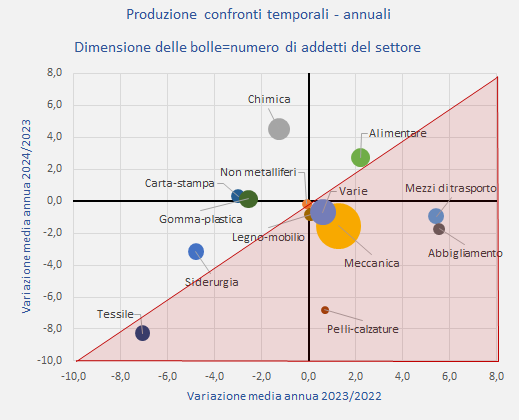 Produzione confronti temporali - annuali
Dimensione delle bolle=numero di addetti del settore
8,0
6,0
4,0
2,0
0,0
-2,0
-4,0
-6,0
-8,0
-10,0
Variazione media annua 2024/2023
Chimica
Alimentare
Non metalliferi
Carta-stampa
Varie
Mezzi di trasporto
Gomma-plastica
Legno-mobilio
Abbigliamento
Meccanica
Siderurgia
Tessile
Pelli-calzature
-10,0 -8,0 -6,0 -4,0 -2,0 0,0 2,0 4,0 6,0 8,0
Variazione media annua 2023/2022